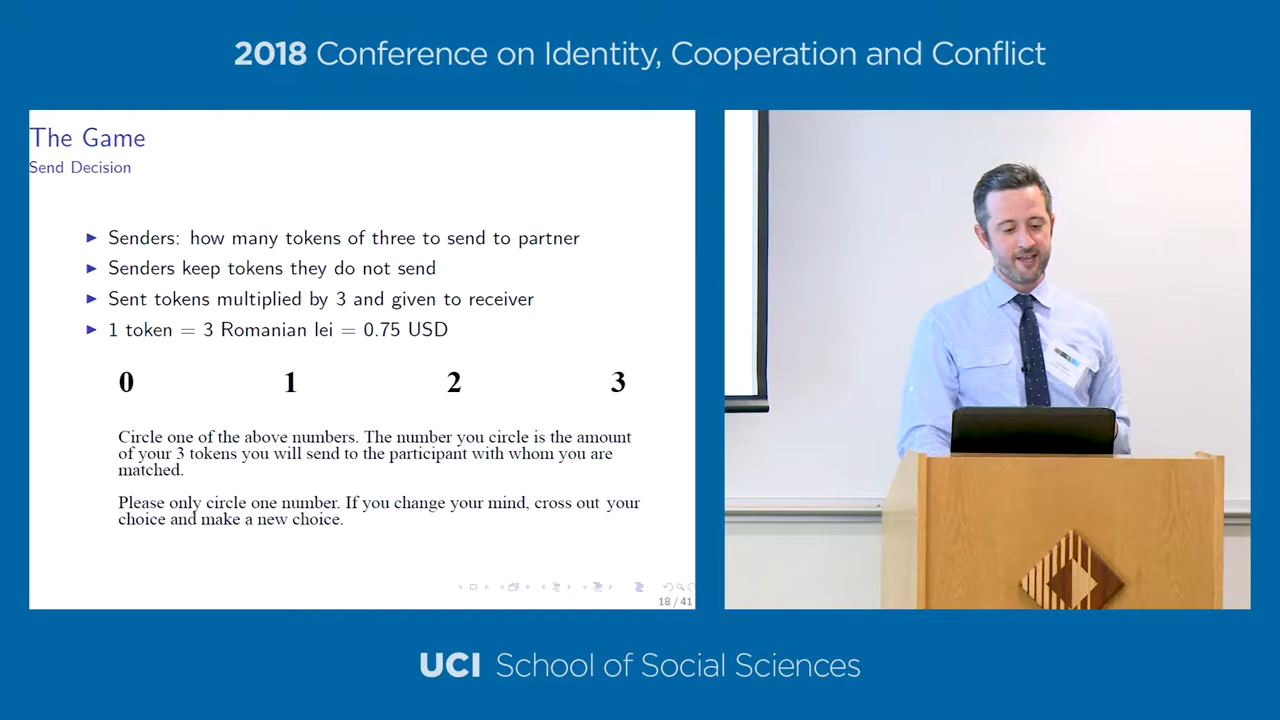 2018 Conference on Identity, Cooperation and Conflict
The Game
Send Decision
Senders: how many tokens of three to send to partner
Senders keep tokens they do not send
Sent tokens multiplied by 3 and given to receiver
1 token = 3 Romanian lei = 0.75 USD
0 1 2 3
Circle one of the above numbers. The number you circle is the amount
of your 3 tokens you will send to the participant with whom you are
matched.
Please only circle one number. If you change your mind, cross out your
choice and make a new choice.
18 / 41
UCI School of Social Sciences